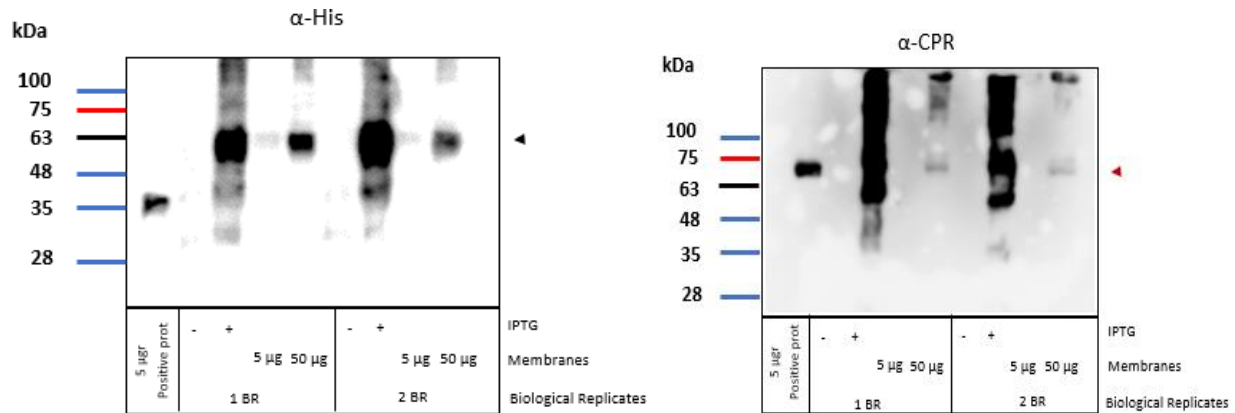 α-His
kDa
100
75
63
48
35
28
5 µgr
Positive prot
- + - + IPTG
5 µg 50 µg 5 µg 50 µg Membranes
1 BR 2 BR Biological Replicates
α-CPR
kDa
100
75
63
48
35
28
5 µgr
Positive prot
- + - + IPTG
5 µg 50 µg 5 µg 50 µg Membranes
1 BR 2 BR Biological Replicates